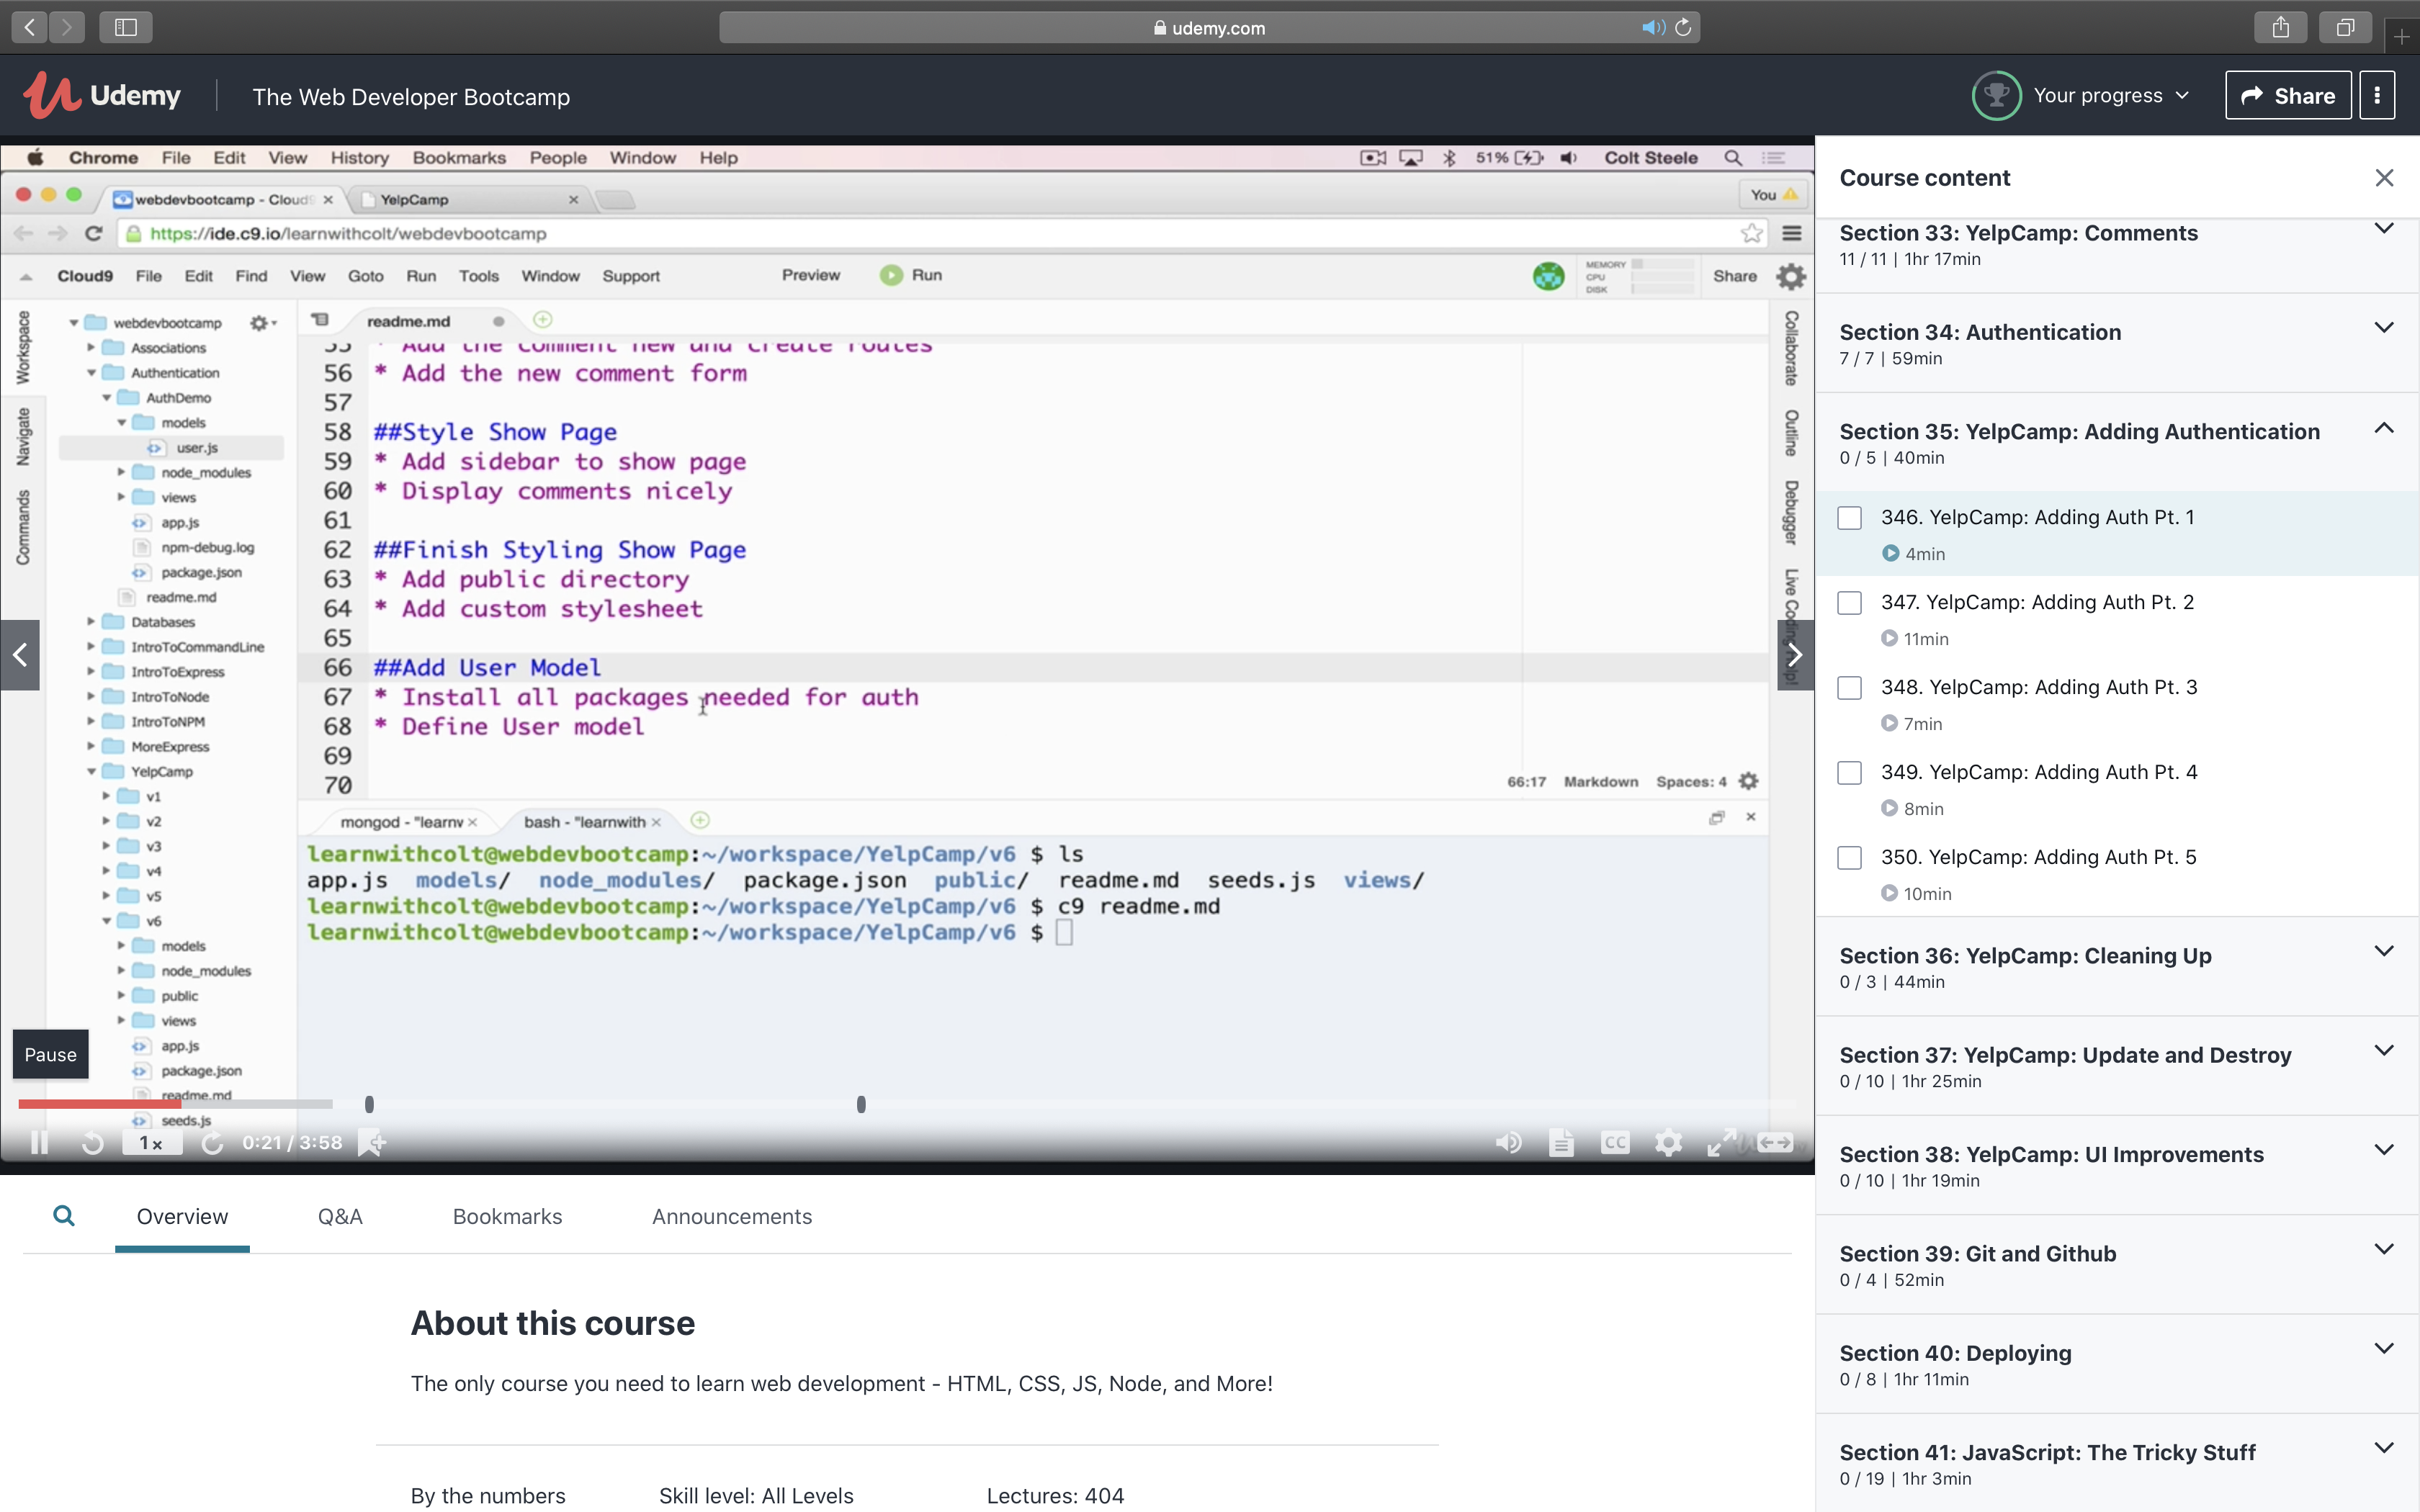 udemy.com
Udemy
The Web Developer Bootcamp
Your progress
Share
Chrome File Edit View History Bookmarks People Window Help
51%
Colt Steele
webdevbootcamp - Cloud9
YelpCamp
You
https://ide.c9.io/learnwithcolt/webdevbootcamp
Cloud9 File Edit Find View Goto Run Tools Window Support
Preview
Run
MEMORY
CPU
DISK
Share
Workspace
Navigate
Commands
webdevbootcamp
Associations
Authentication
AuthDemo
models
user.js
node_modules
views
app.js
npm-debug.log
package.json
readme.md
Databases
IntroToCommandLine
IntroToExpress
IntroToNode
IntroToNPM
MoreExpress
YelpCamp
v1
v2
v3
v4
v5
v6
models
node_modules
public
views
app.js
package.json
readme.md
seeds.js
readme.md
55 * Add the comment new and create routes
56 * Add the new comment form
57
58 ##Style Show Page
59 * Add sidebar to show page
60 * Display comments nicely
61
62 ##Finish Styling Show Page
63 * Add public directory
64 * Add custom stylesheet
65
66 ##Add User Model
67 * Install all packages needed for auth
68 * Define User model
69
70
66:17 Markdown Spaces: 4
Collaborate
Outline
Debugger
Live Coding Help!
mongod - "learnv
bash - "learnwith
learnwithcolt@webdevbootcamp:~/workspace/YelpCamp/v6 $ ls
app.js models/ node_modules/ package.json public/ readme.md seeds.js views/
learnwithcolt@webdevbootcamp:~/workspace/YelpCamp/v6 $ c9 readme.md
learnwithcolt@webdevbootcamp:~/workspace/YelpCamp/v6 $
Pause
1x
0:21 / 3:58
CC
Overview
Q&A
Bookmarks
Announcements
About this course
The only course you need to learn web development - HTML, CSS, JS, Node, and More!
By the numbers
Skill level: All Levels
Lectures: 404
Course content
Section 33: YelpCamp: Comments
11 / 11 | 1hr 17min
Section 34: Authentication
7 / 7 | 59min
Section 35: YelpCamp: Adding Authentication
0 / 5 | 40min
346. YelpCamp: Adding Auth Pt. 1
4min
347. YelpCamp: Adding Auth Pt. 2
11min
348. YelpCamp: Adding Auth Pt. 3
7min
349. YelpCamp: Adding Auth Pt. 4
8min
350. YelpCamp: Adding Auth Pt. 5
10min
Section 36: YelpCamp: Cleaning Up
0 / 3 | 44min
Section 37: YelpCamp: Update and Destroy
0 / 10 | 1hr 25min
Section 38: YelpCamp: UI Improvements
0 / 10 | 1hr 19min
Section 39: Git and Github
0 / 4 | 52min
Section 40: Deploying
0 / 8 | 1hr 11min
Section 41: JavaScript: The Tricky Stuff
0 / 19 | 1hr 3min